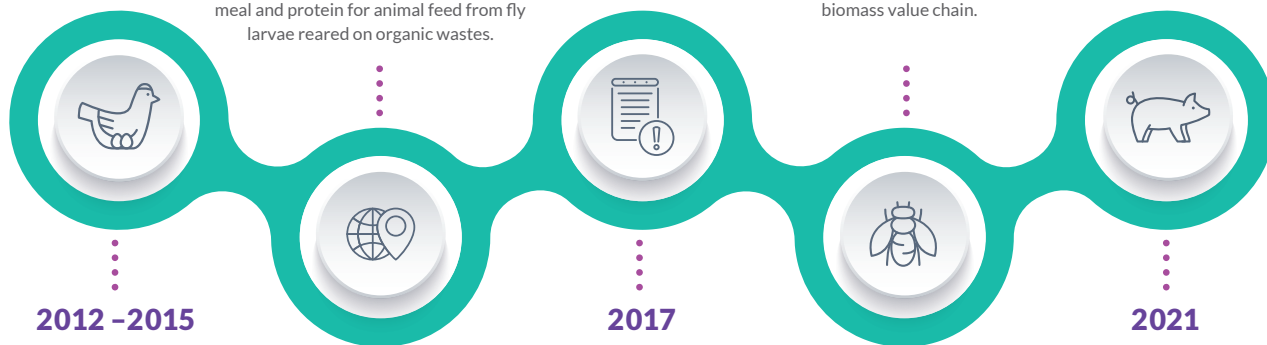 meal and protein for animal feed from fly
larvae reared on organic wastes.
biomass value chain.
2012 –2015
2017
2021